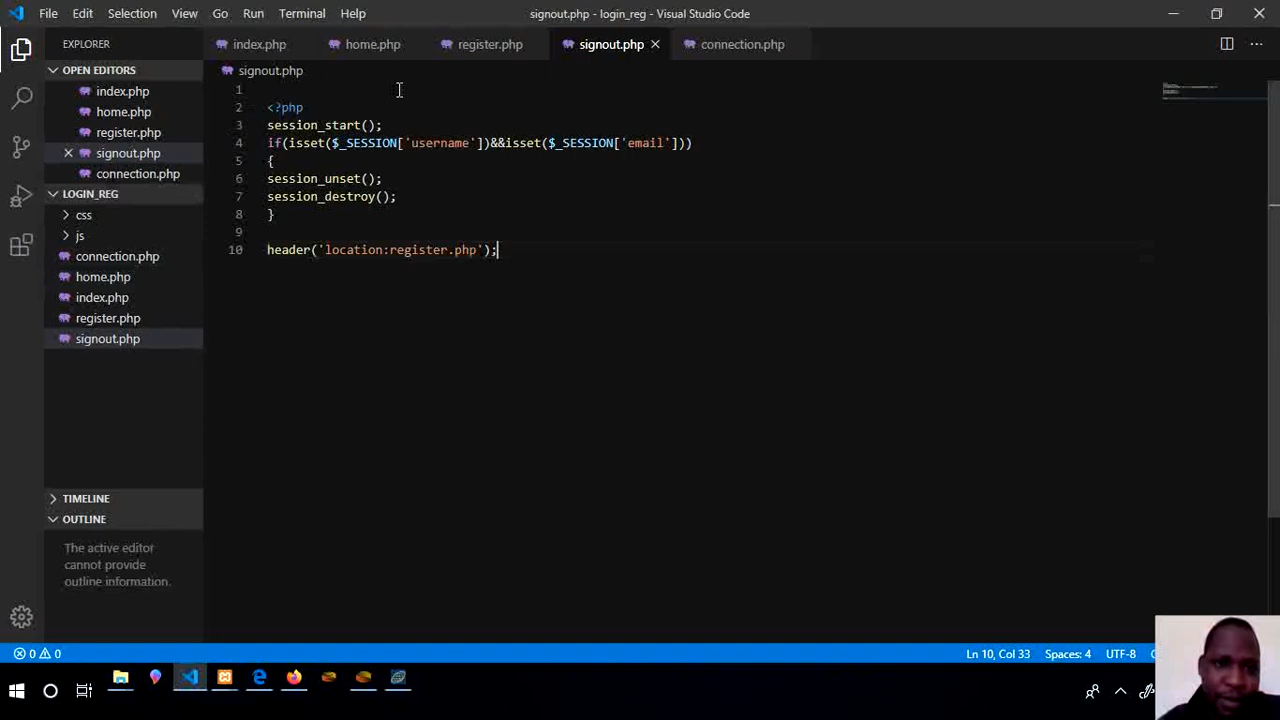 File Edit Selection View Go Run Terminal Help signout.php - login_reg - Visual Studio Code
EXPLORER index.php home.php register.php signout.php connection.php
OPEN EDITORS
index.php
home.php
register.php
signout.php
connection.php
LOGIN_REG
css
js
connection.php
home.php
index.php
register.php
signout.php
TIMELINE
OUTLINE
The active editor
cannot provide
outline information.
signout.php
1
2 <?php
3 session_start();
4 if(isset($_SESSION['username'])&&isset($_SESSION['email']))
5 {
6 session_unset();
7 session_destroy();
8 }
9
10 header('location:register.php');
0 0 Ln 10, Col 33 Spaces: 4 UTF-8